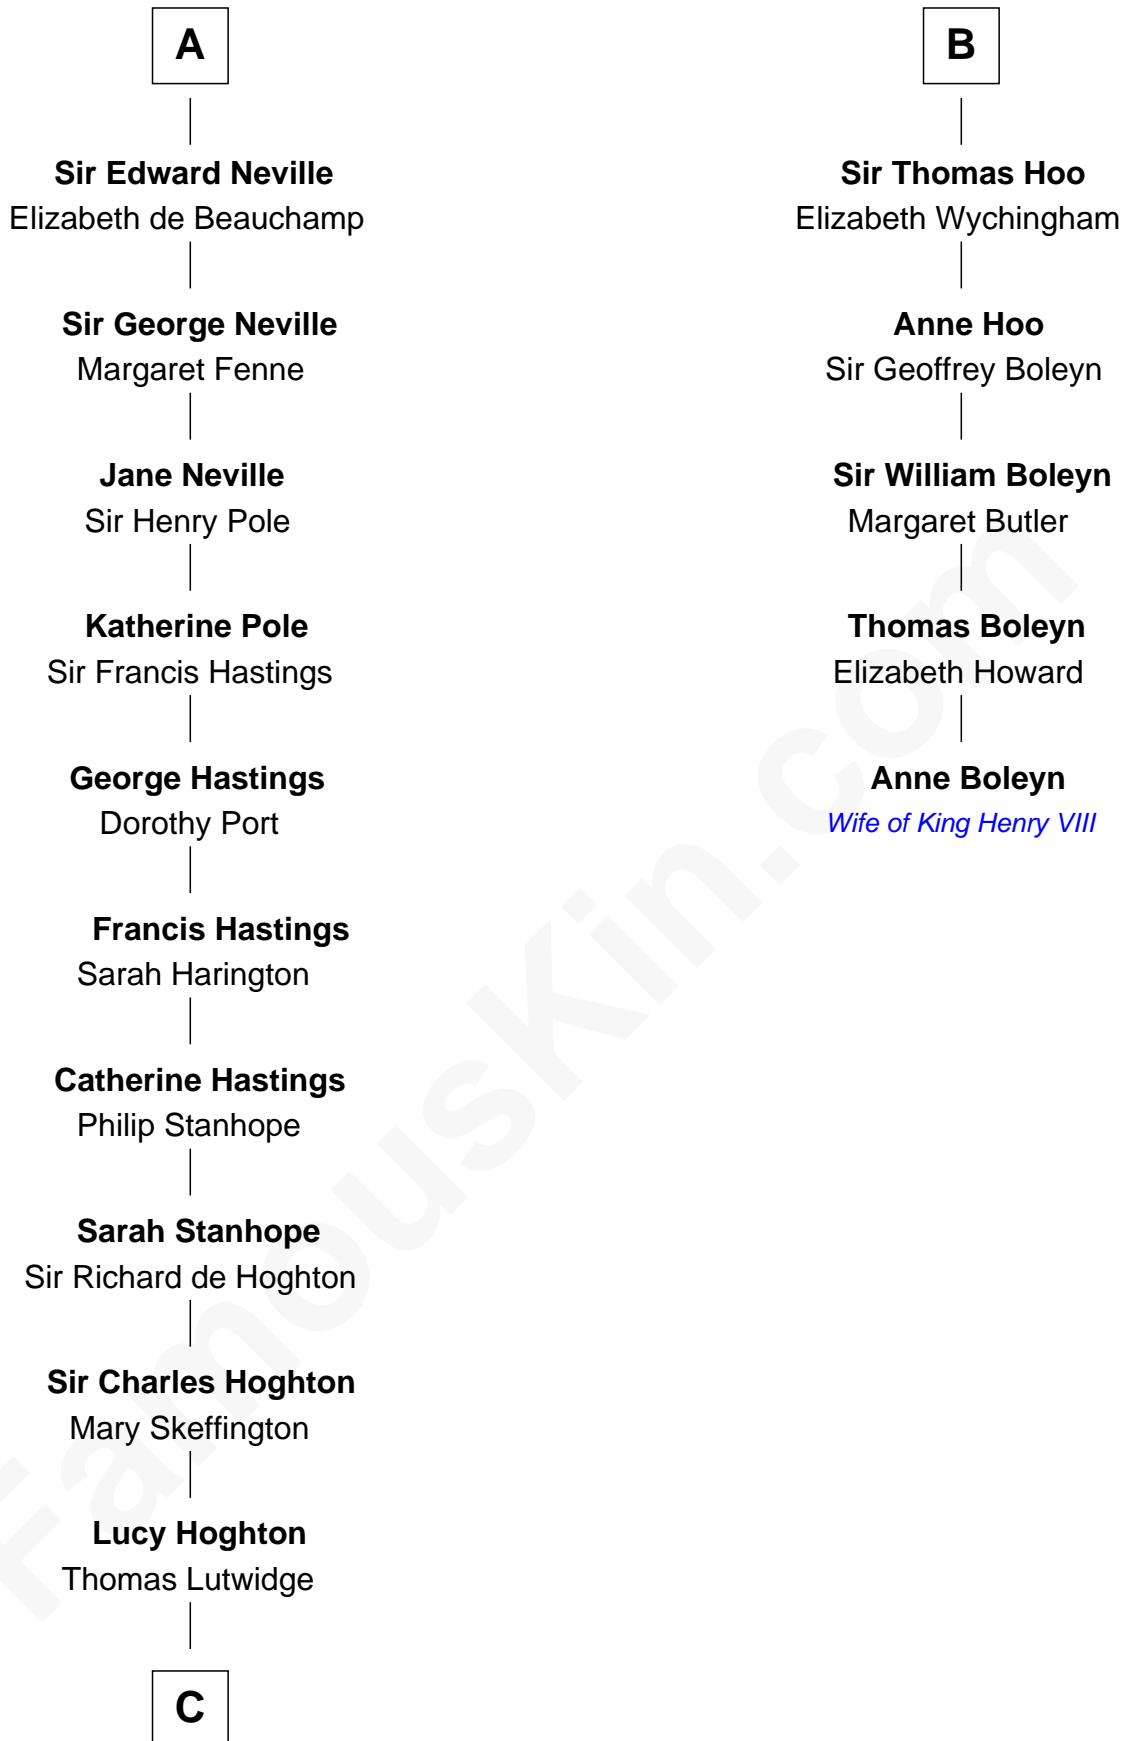 A
Sir Edward Neville
Elizabeth de Beauchamp
Sir George Neville
Margaret Fenne
Jane Neville
Sir Henry Pole
Katherine Pole
Sir Francis Hastings
George Hastings
Dorothy Port
Francis Hastings
Sarah Harington
Catherine Hastings
Philip Stanhope
Sarah Stanhope
Sir Richard de Hoghton
Sir Charles Hoghton
Mary Skeffington
Lucy Hoghton
Thomas Lutwidge
C
B
Sir Thomas Hoo
Elizabeth Wychingham
Anne Hoo
Sir Geoffrey Boleyn
Sir William Boleyn
Margaret Butler
Thomas Boleyn
Elizabeth Howard
Anne Boleyn
Wife of King Henry VIII
FamousKin.com